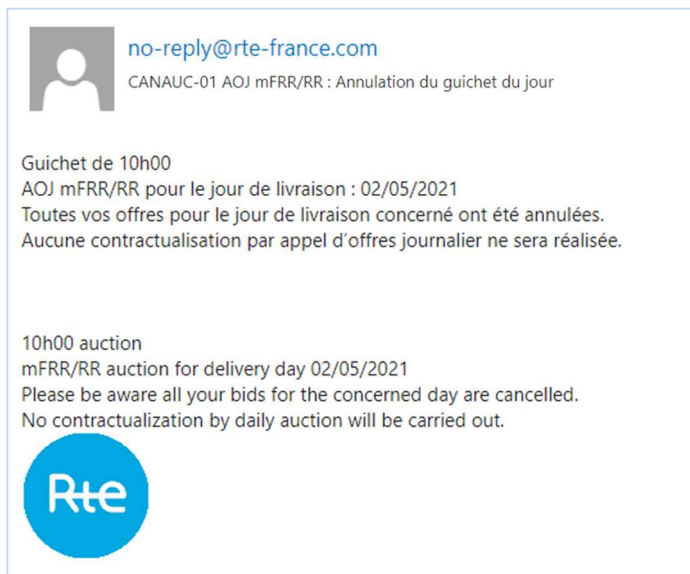 no-reply@rte-france.com
CANAUC-01 AOJ mFRR/RR : Annulation du guichet du jour
Guichet de 10h00
AOJ mFRR/RR pour le jour de livraison : 02/05/2021
Toutes vos offres pour le jour de livraison concerné ont été annulées.
Aucune contractualisation par appel d'offres journalier ne sera réalisée.
10h00 auction
mFRR/RR auction for delivery day 02/05/2021
Please be aware all your bids for the concerned day are cancelled.
No contractualization by daily auction will be carried out.
Rte